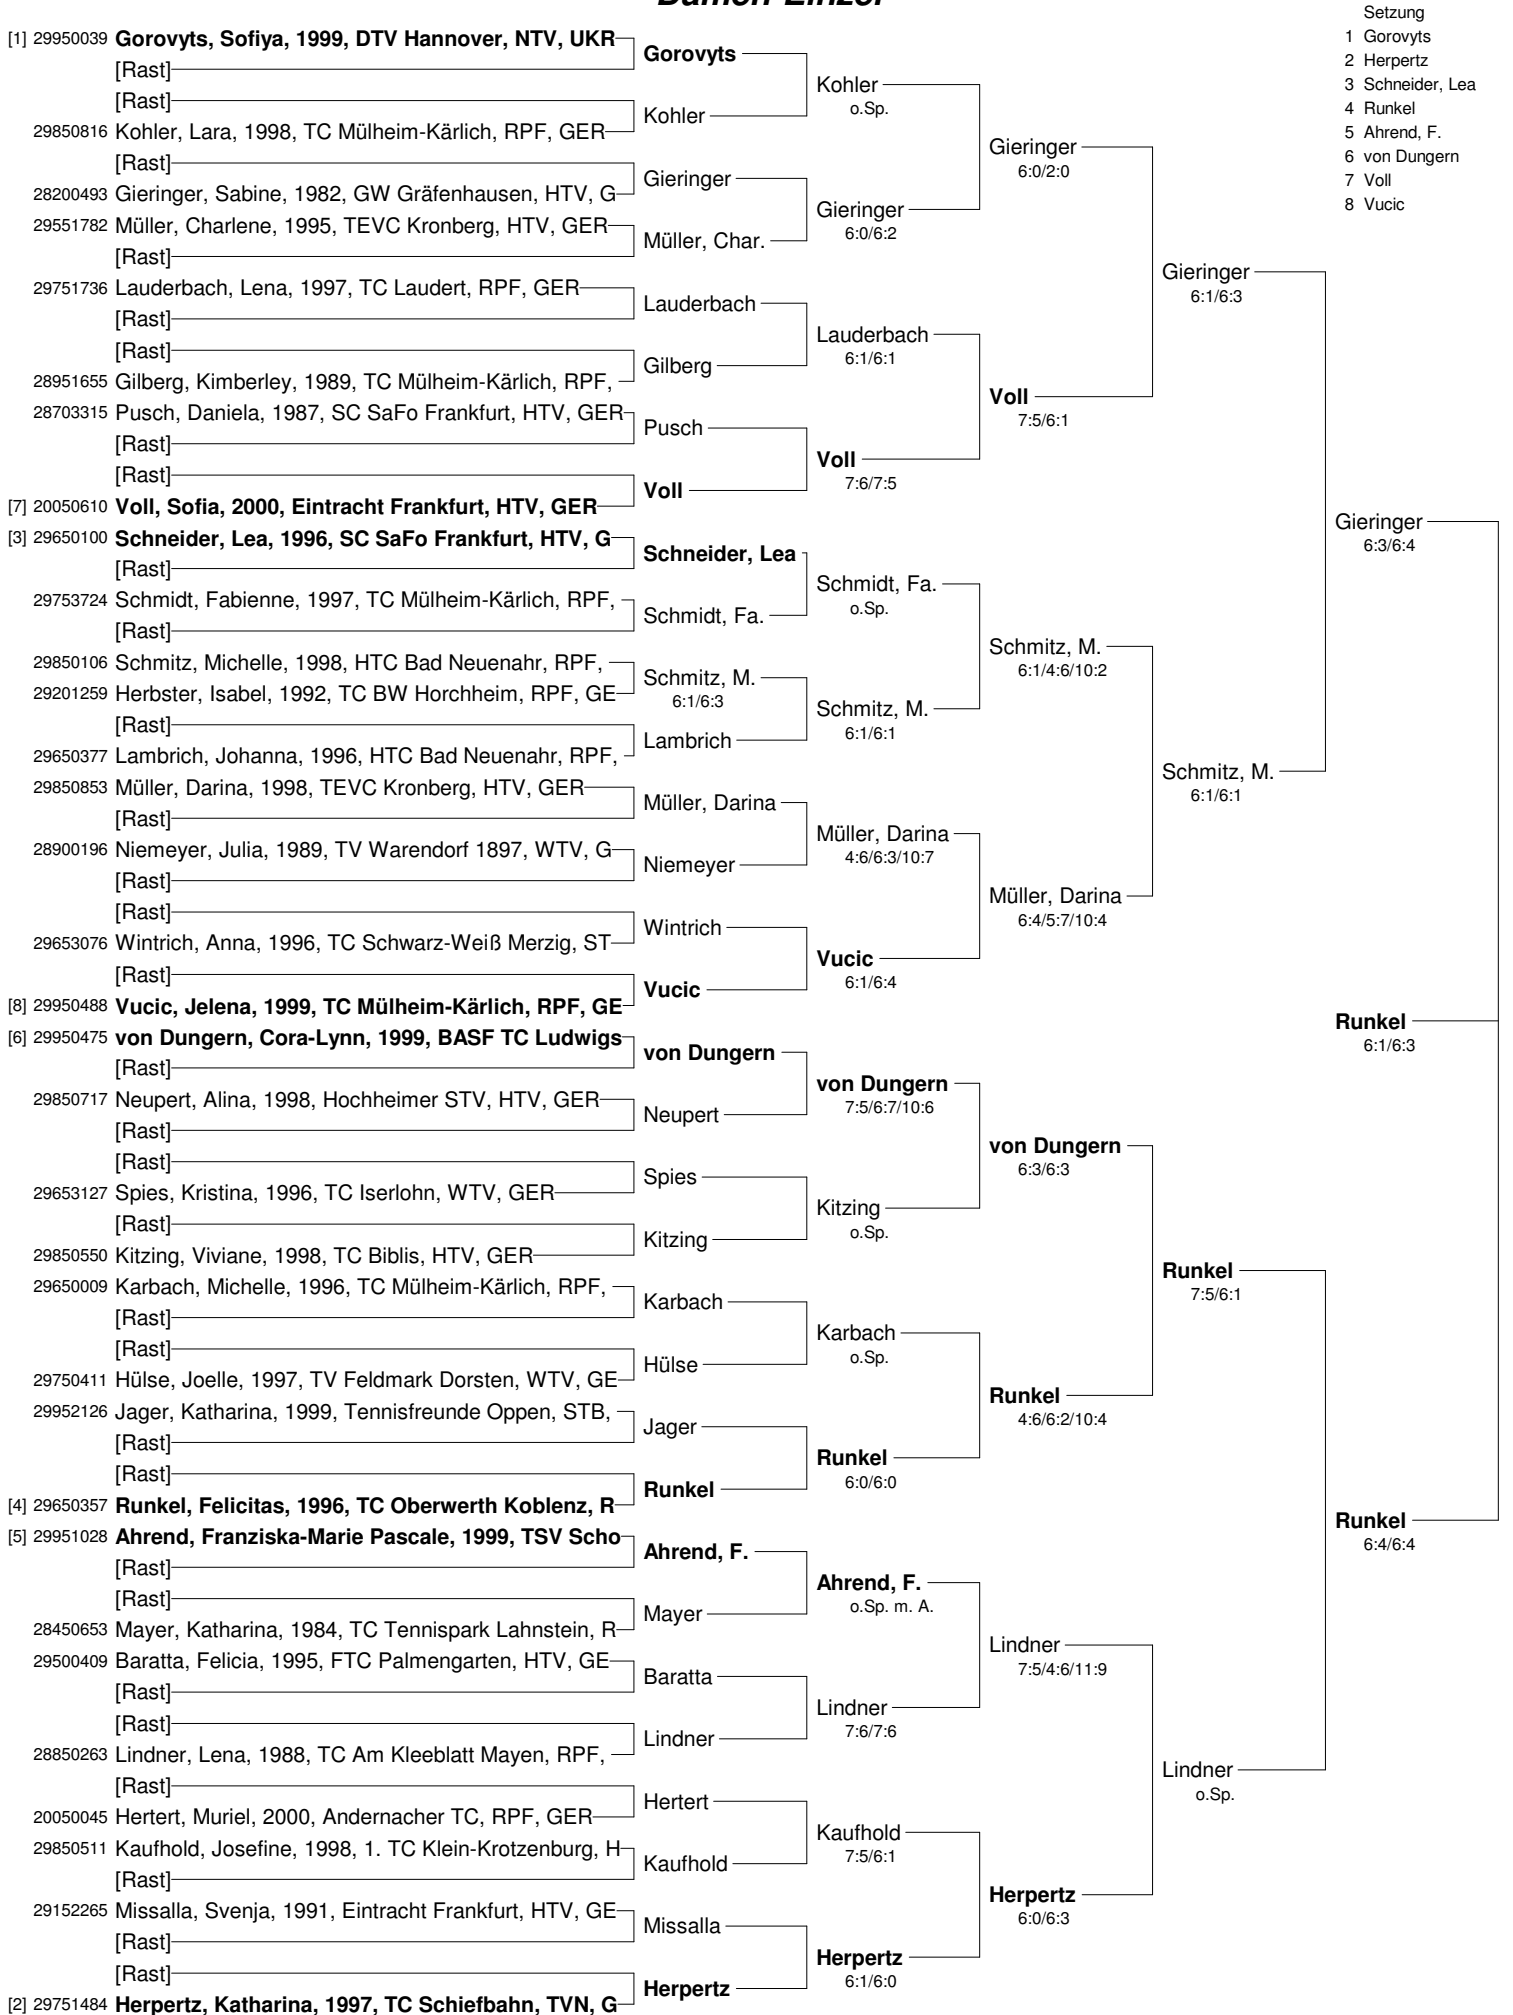 Damen-Einzel
Setzung
1 Gorovyts
2 Herpertz
3 Schneider, Lea
4 Runkel
5 Ahrend, F.
6 von Dungern
7 Voll
8 Vucic
[1] 29950039 Gorovyts, Sofiya, 1999, DTV Hannover, NTV, UKR
[Rast]
[Rast]
29850816 Kohler, Lara, 1998, TC Mülheim-Kärlich, RPF, GER
[Rast]
28200493 Gieringer, Sabine, 1982, GW Gräfenhausen, HTV, G
29551782 Müller, Charlene, 1995, TEVC Kronberg, HTV, GER
[Rast]
29751736 Lauderbach, Lena, 1997, TC Laudert, RPF, GER
[Rast]
[Rast]
28951655 Gilberg, Kimberley, 1989, TC Mülheim-Kärlich, RPF,
28703315 Pusch, Daniela, 1987, SC SaFo Frankfurt, HTV, GER
[Rast]
[Rast]
[7] 20050610 Voll, Sofia, 2000, Eintracht Frankfurt, HTV, GER
[3] 29650100 Schneider, Lea, 1996, SC SaFo Frankfurt, HTV, G
[Rast]
29753724 Schmidt, Fabienne, 1997, TC Mülheim-Kärlich, RPF,
[Rast]
29850106 Schmitz, Michelle, 1998, HTC Bad Neuenahr, RPF,
29201259 Herbster, Isabel, 1992, TC BW Horchheim, RPF, GE
[Rast]
29650377 Lambrich, Johanna, 1996, HTC Bad Neuenahr, RPF,
29850853 Müller, Darina, 1998, TEVC Kronberg, HTV, GER
[Rast]
28900196 Niemeyer, Julia, 1989, TV Warendorf 1897, WTV, G
[Rast]
[Rast]
29653076 Wintrich, Anna, 1996, TC Schwarz-Weiß Merzig, ST
[Rast]
[8] 29950488 Vucic, Jelena, 1999, TC Mülheim-Kärlich, RPF, GE
[6] 29950475 von Dungern, Cora-Lynn, 1999, BASF TC Ludwigs
[Rast]
29850717 Neupert, Alina, 1998, Hochheimer STV, HTV, GER
[Rast]
[Rast]
29653127 Spies, Kristina, 1996, TC Iserlohn, WTV, GER
[Rast]
29850550 Kitzing, Viviane, 1998, TC Biblis, HTV, GER
29650009 Karbach, Michelle, 1996, TC Mülheim-Kärlich, RPF,
[Rast]
[Rast]
29750411 Hülse, Joelle, 1997, TV Feldmark Dorsten, WTV, GE
29952126 Jager, Katharina, 1999, Tennisfreunde Oppen, STB,
[Rast]
[Rast]
[4] 29650357 Runkel, Felicitas, 1996, TC Oberwerth Koblenz, R
[5] 29951028 Ahrend, Franziska-Marie Pascale, 1999, TSV Scho
[Rast]
[Rast]
28450653 Mayer, Katharina, 1984, TC Tennispark Lahnstein, R
29500409 Baratta, Felicia, 1995, FTC Palmengarten, HTV, GE
[Rast]
[Rast]
28850263 Lindner, Lena, 1988, TC Am Kleeblatt Mayen, RPF,
[Rast]
20050045 Hertert, Muriel, 2000, Andernacher TC, RPF, GER
29850511 Kaufhold, Josefine, 1998, 1. TC Klein-Krotzenburg, H
[Rast]
29152265 Missalla, Svenja, 1991, Eintracht Frankfurt, HTV, GE
[Rast]
[Rast]
[2] 29751484 Herpertz, Katharina, 1997, TC Schiefbahn, TVN, G
Gorovyts
Kohler
Gieringer
Müller, Char.
Lauderbach
Gilberg
Pusch
Voll
Schneider, Lea
Schmidt, Fa.
Schmitz, M.
6:1/6:3
Lambrich
Müller, Darina
Niemeyer
Wintrich
Vucic
von Dungern
Neupert
Spies
Kitzing
Karbach
Hülse
Jager
Runkel
Ahrend, F.
Mayer
Baratta
Lindner
Hertert
Kaufhold
Missalla
Herpertz
Kohler
o.Sp.
Gieringer
6:0/6:2
Lauderbach
6:1/6:1
Voll
7:6/7:5
Schmidt, Fa.
o.Sp.
Schmitz, M.
6:1/6:1
Müller, Darina
4:6/6:3/10:7
Vucic
6:1/6:4
von Dungern
7:5/6:7/10:6
Kitzing
o.Sp.
Karbach
o.Sp.
Runkel
6:0/6:0
Ahrend, F.
o.Sp. m. A.
Lindner
7:6/7:6
Kaufhold
7:5/6:1
Herpertz
6:1/6:0
Gieringer
6:0/2:0
Voll
7:5/6:1
Schmitz, M.
6:1/4:6/10:2
Müller, Darina
6:4/5:7/10:4
von Dungern
6:3/6:3
Runkel
4:6/6:2/10:4
Lindner
7:5/4:6/11:9
Herpertz
6:0/6:3
Gieringer
6:1/6:3
Schmitz, M.
6:1/6:1
Runkel
7:5/6:1
Lindner
o.Sp.
Gieringer
6:3/6:4
Runkel
6:1/6:3
Runkel
6:4/6:4